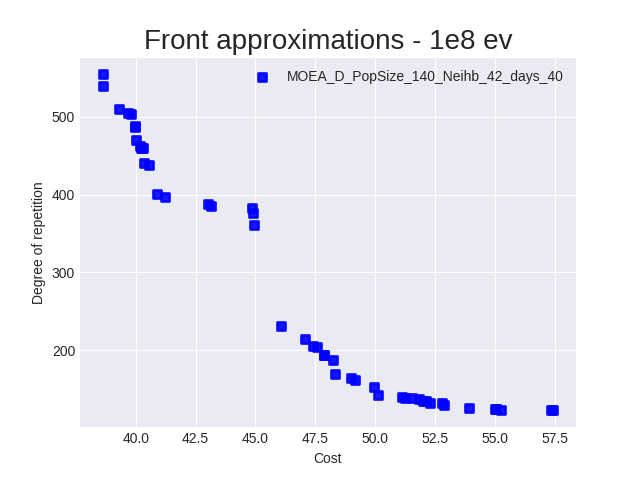 Front approximations - 1e8 ev
MOEA_D_PopSize_140_Neihb_42_days_40
Degree of repetition
500
400
300
200
40.0 42.5 45.0 47.5 50.0 52.5 55.0 57.5
Cost